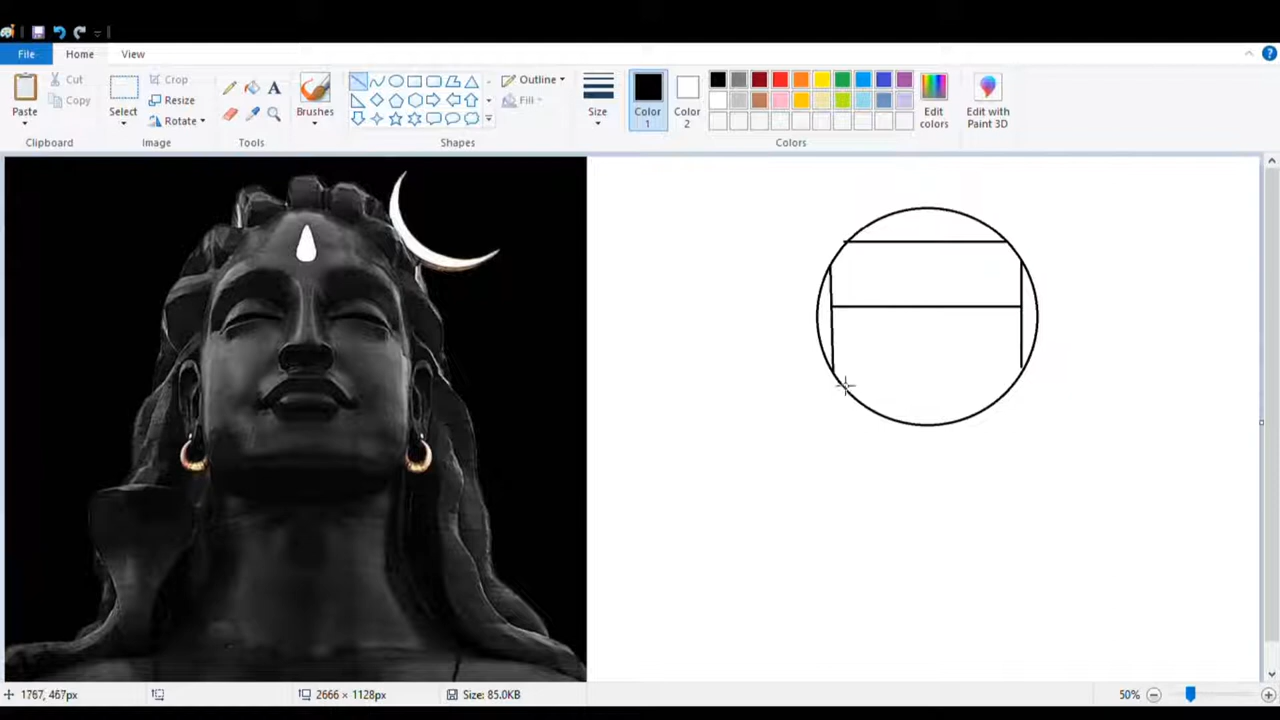 File Home View
Paste
Cut
Copy
Clipboard
Select
Crop
Resize
Rotate
Image
Tools
Brushes
Shapes
Outline
Fill
Size
Color
1
Color
2
Edit
colors
Edit with
Paint 3D
Colors
1767, 467px 2666 × 1128px Size: 85.0KB 50%